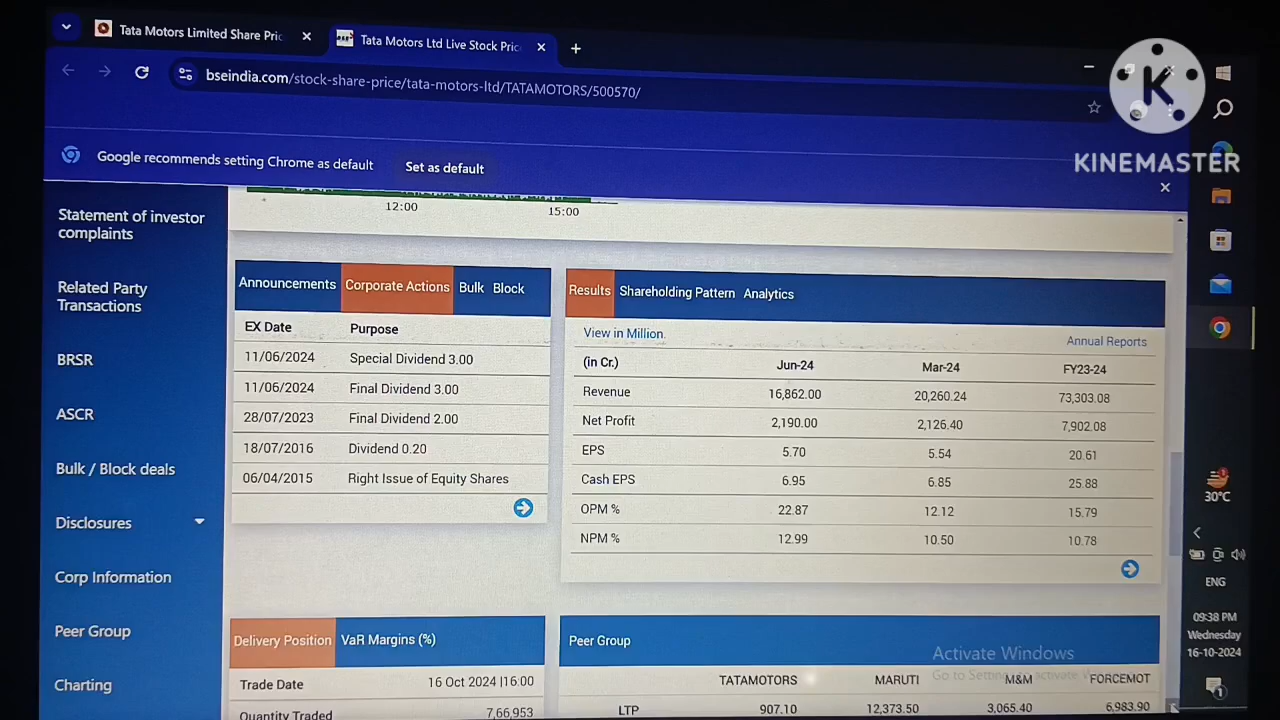 Tata Motors Limited Share Pric
Tata Motors Ltd Live Stock Pric
bseindia.com/stock-share-price/tata-motors-ltd/TATAMOTORS/500570/
K
KINEMASTER
Google recommends setting Chrome as default
Set as default
Statement of investor
complaints
Related Party
Transactions
BRSR
ASCR
Bulk / Block deals
Disclosures
Corp Information
Peer Group
Charting
12:00 15:00
Announcements Corporate Actions Bulk Block
EX Date Purpose
11/06/2024 Special Dividend 3.00
11/06/2024 Final Dividend 3.00
28/07/2023 Final Dividend 2.00
18/07/2016 Dividend 0.20
06/04/2015 Right Issue of Equity Shares
Results Shareholding Pattern Analytics
View in Million.
Annual Reports
(in Cr.) Jun-24 Mar-24 FY23-24
Revenue 16,862.00 20,260.24 73,303.08
Net Profit 2,190.00 2,126.40 7,902.08
EPS 5.70 5.54 20.61
Cash EPS 6.95 6.85 25.88
OPM % 22.87 12.12 15.79
NPM % 12.99 10.50 10.78
Delivery Position VaR Margins (%)
Trade Date 16 Oct 2024 |16:00
Quantity Traded 7,66,953
Peer Group
TATAMOTORS MARUTI M&M FORCEMOT
LTP 907.10 12,373.50 3,065.40 6,983.90
Activate Windows
Go to Settings to activate
30°C
ENG
09:38 PM
Wednesday
16-10-2024
1